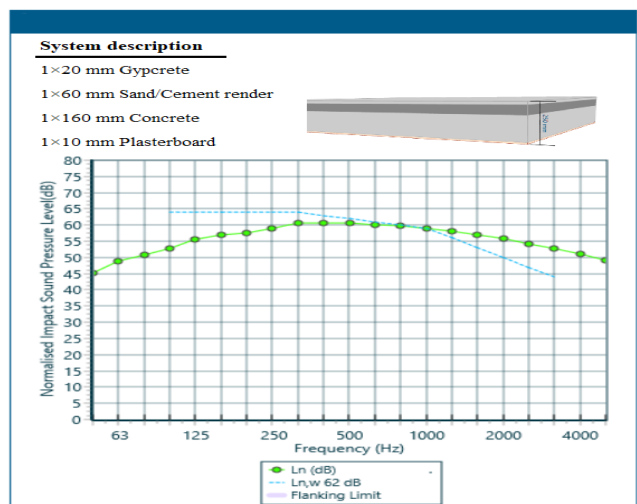 System description
1×20 mm Gypcrete
1×60 mm Sand/Cement render
1×160 mm Concrete
1×10 mm Plasterboard
250 mm
Normalised Impact Sound Pressure Level(dB)
80
75
70
65
60
55
50
45
40
35
30
25
20
15
10
5
0
63 125 250 500 1000 2000 4000
Frequency (Hz)
Ln (dB)
Ln,w 62 dB
Flanking Limit